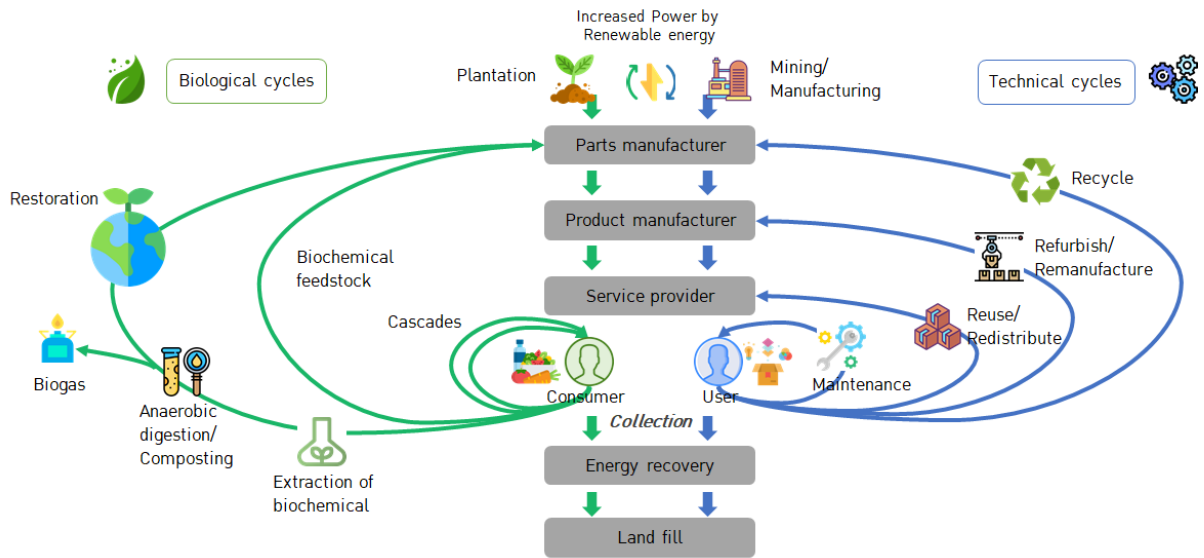 Increased Power by
Renewable energy
Biological cycles
Plantation
Mining/
Manufacturing
Technical cycles
Parts manufacturer
Recycle
Restoration
Product manufacturer
Biochemical
feedstock
Refurbish/
Remanufacture
Service provider
Cascades
Reuse/
Redistribute
Biogas
Anaerobic
digestion/
Composting
Consumer
User
Maintenance
Collection
Extraction of
biochemical
Energy recovery
Land fill